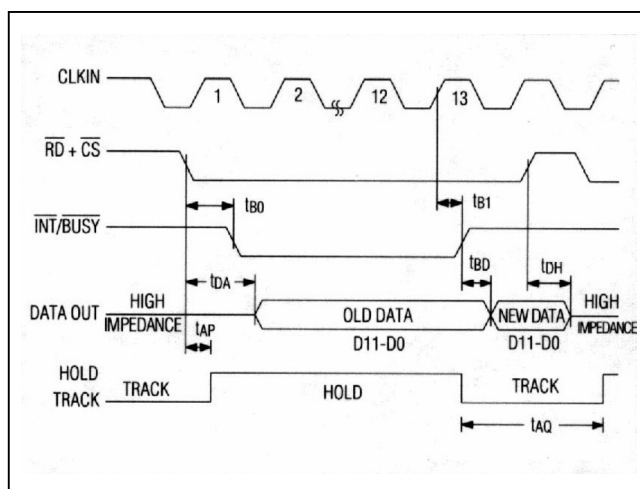 CLKIN
1 2 12 13
RD + CS
tB0 tB1
INT/BUSY
tDA tBD tDH
DATA OUT HIGH IMPEDANCE OLD DATA NEW DATA HIGH IMPEDANCE
D11-D0 D11-D0
tAP
HOLD
TRACK TRACK HOLD TRACK
tAQ